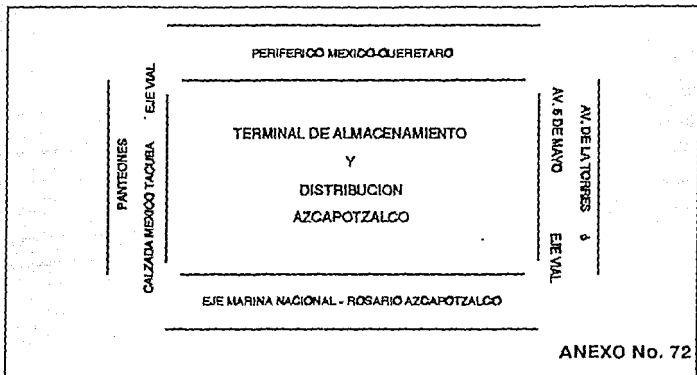 PERIFERICO MEXICO-QUERETARO
PANTEONES
CALZADA MEXICO TACUBA EJE VIAL
TERMINAL DE ALMACENAMIENTO
Y
DISTRIBUCION
AZCAPOTZALCO
AV. 5 DE MAYO EJE VIAL
AV. DE LA TORRES ó
EJE MARINA NACIONAL - ROSARIO AZCAPOTZALCO
ANEXO No. 72